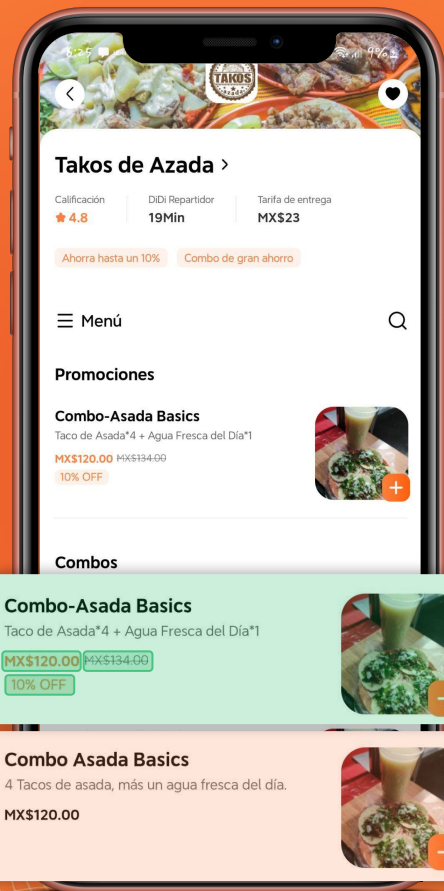 5:25
9%
TAKOS
Takos de Azada >
Calificación DiDi Repartidor Tarifa de entrega
4.8 19Min MX$23
Ahorra hasta un 10% Combo de gran ahorro
Menú
Promociones
Combo-Asada Basics
Taco de Asada*4 + Agua Fresca del Día*1
MX$120.00 MX$134.00
10% OFF
Combos
Combo-Asada Basics
Taco de Asada*4 + Agua Fresca del Día*1
MX$120.00 MX$134.00
10% OFF
Combo Asada Basics
4 Tacos de asada, más un agua fresca del día.
MX$120.00